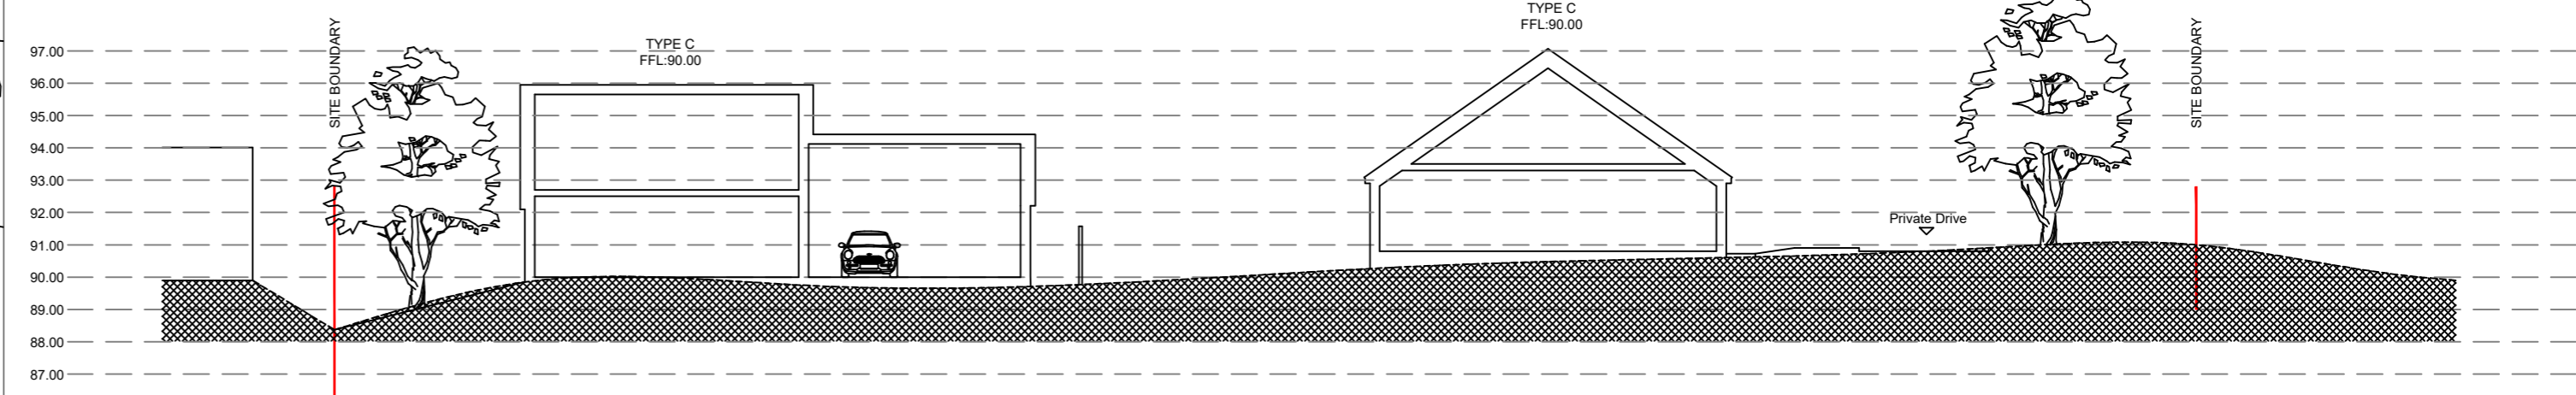 TYPE C
FFL:90.00
TYPE C
FFL:90.00
SITE BOUNDARY
SITE BOUNDARY
97.00
96.00
95.00
94.00
93.00
92.00
91.00
90.00
89.00
88.00
87.00
Private Drive